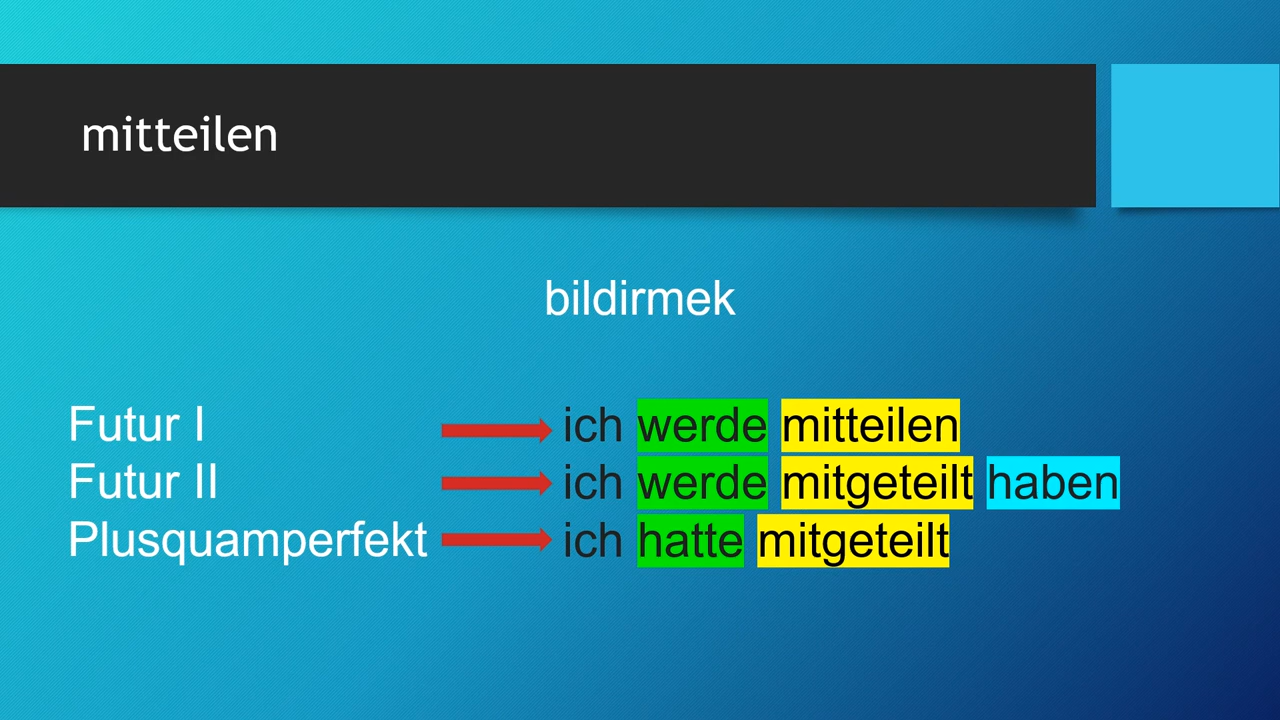 mitteilen
bildirmek
Futur I ich werde mitteilen
Futur II ich werde mitgeteilt haben
Plusquamperfekt ich hatte mitgeteilt